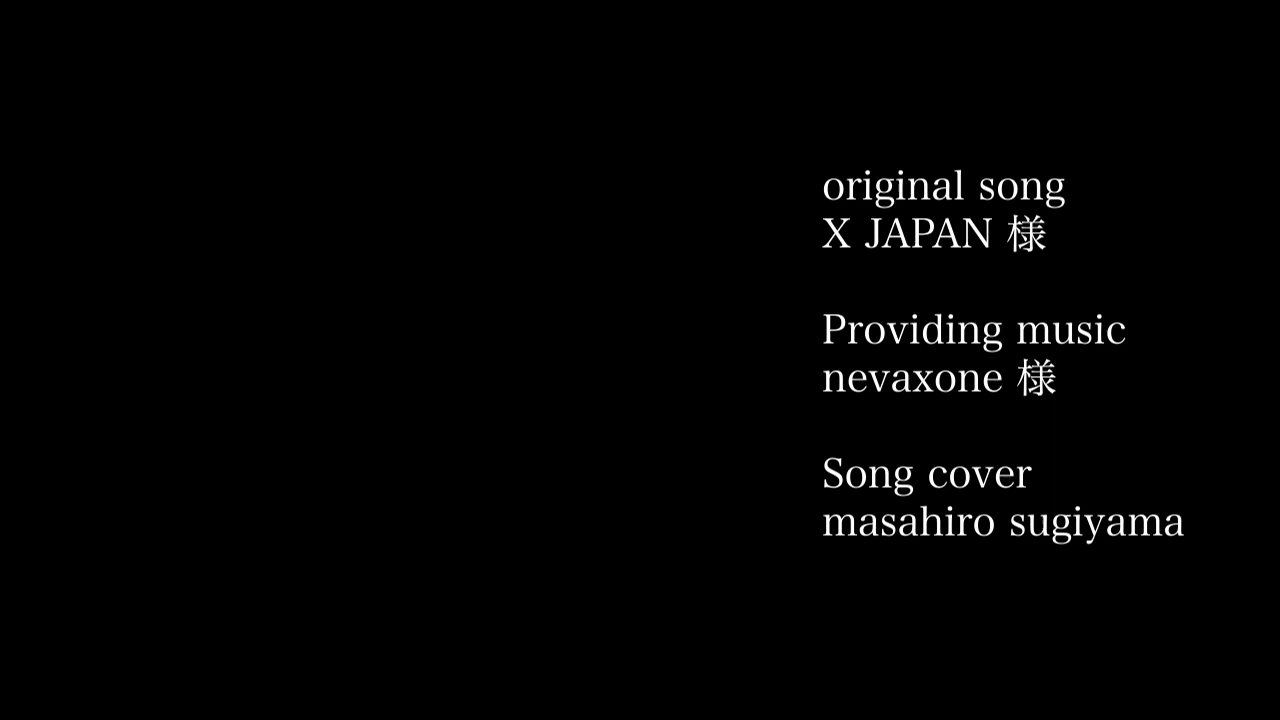 original song
X JAPAN 様
Providing music
nevaxone 様
Song cover
masahiro sugiyama